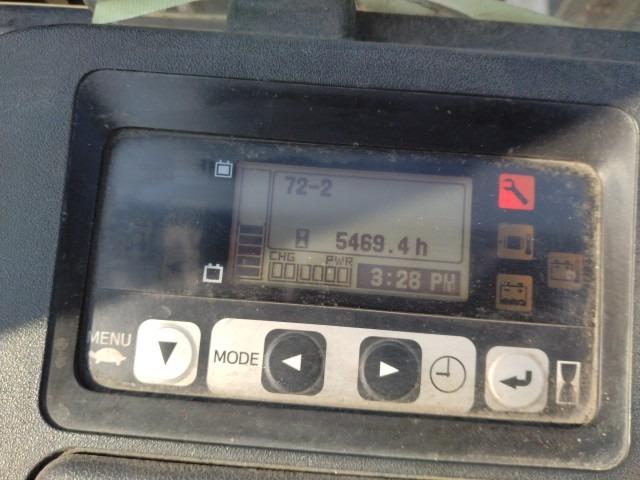 72-2
5469.4 h
CHG PWR
3:28 PM
MENU
MODE